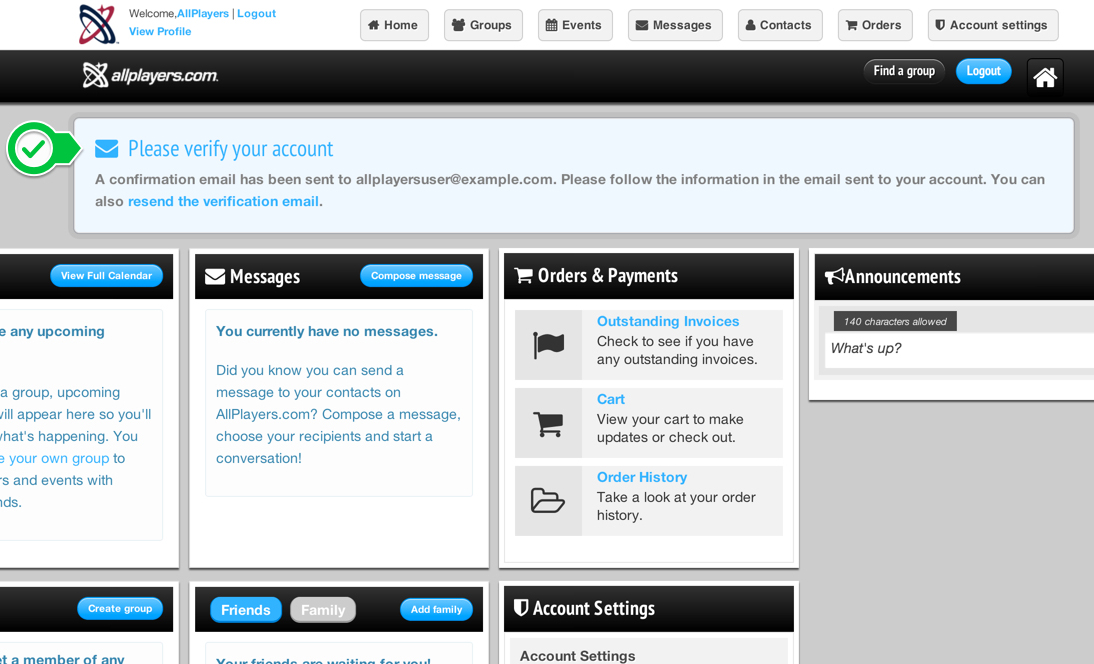 Welcome,AllPlayers | Logout
View Profile
Home
Groups
Events
Messages
Contacts
Orders
Account settings
allplayers.com
Find a group
Logout
Please verify your account
A confirmation email has been sent to allplayersuser@example.com. Please follow the information in the email sent to your account. You can
also resend the verification email.
View Full Calendar
e any upcoming
a group, upcoming
vill appear here so you'll
what's happening. You
e your own group to
rs and events with
nds.
Messages
Compose message
You currently have no messages.
Did you know you can send a
message to your contacts on
AllPlayers.com? Compose a message,
choose your recipients and start a
conversation!
Orders & Payments
Outstanding Invoices
Check to see if you have
any outstanding invoices.
Cart
View your cart to make
updates or check out.
Order History
Take a look at your order
history.
Announcements
140 characters allowed
What's up?
Create group
et a member of any
Friends
Family
Add family
Your friends are waiting for you!
Account Settings
Account Settings